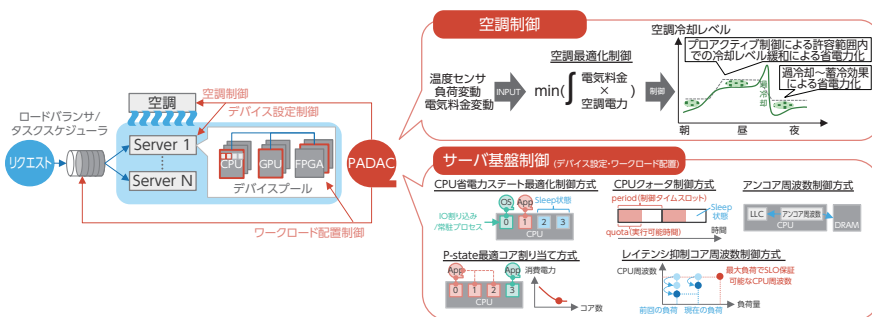 空調制御
デバイス設定制御
空調
ロードバランサ/
タスクスケジューラ
リクエスト
Server 1
Server N
CPU
GPU
FPGA
デバイスプール
PADAC
ワークロード配置制御
空調制御
温度センサ
負荷変動
電気料金変動
INPUT
空調最適化制御
min(∫
電気料金
×
空調電力
)
制御
空調冷却レベル
プロアクティブ制御による許容範囲内
での冷却レベル緩和による省電力化
過冷却~蓄冷効果
による省電力化
朝
昼
夜
サーバ基盤制御 (デバイス設定・ワークロード配置)
CPU省電力ステート最適化制御方式
OS
App
Sleep状態
IO割り込み
/常駐プロセス
0
1
2
3
CPU
CPUクォータ制御方式
period(制御タイムスロット)
Sleep
状態
quota(実行可能時間)
時間
アンコア周波数制御方式
LLC
アンコア周波数
CPU
DRAM
P-state最適コア割り当て方式
App
App
0
1
2
3
CPU
消費電力
コア数
レイテンシ抑制コア周波数制御方式
CPU周波数
最大負荷でSLO保証
可能なCPU周波数
前回の負荷
現在の負荷
負荷量